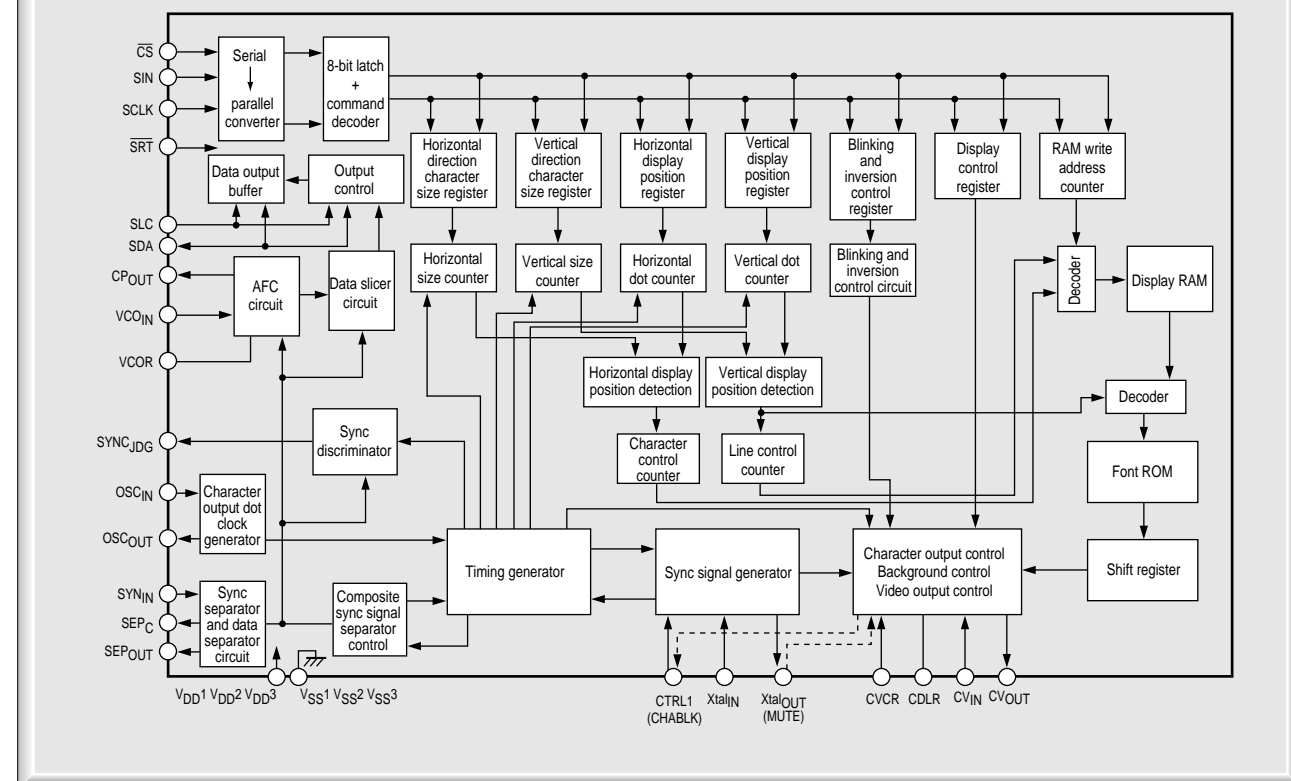 CS
SIN
SCLK
SRT
SLC
SDA
CPOUT
VCOIN
VCOR
SYNCJDG
OSCIN
OSCOUT
SYNIN
SEPC
SEPOUT
Serial
parallel
converter
8-bit latch
+
command
decoder
Data output
buffer
Output
control
AFC
circuit
Data slicer
circuit
Horizontal
direction
character
size register
Vertical
direction
character
size register
Horizontal
display
position
register
Vertical
display
position
register
Blinking
and
inversion
control
register
Display
control
register
RAM write
address
counter
Horizontal
size counter
Vertical size
counter
Horizontal
dot counter
Vertical dot
counter
Blinking and
inversion
control circuit
Decoder
Display RAM
Horizontal display
position detection
Vertical display
position detection
Decoder
Sync
discriminator
Character
control
counter
Line control
counter
Font ROM
Character
output dot
clock
generator
Timing generator
Sync signal generator
Character output control
Background control
Video output control
Shift register
Sync
separator
and data
separator
circuit
Composite
sync signal
separator
control
VDD1 VDD2 VDD3
VSS1 VSS2 VSS3
CTRL1
(CHABLK)
XtalIN
XtalOUT
(MUTE)
CVCR
CDLR
CVIN
CVOUT